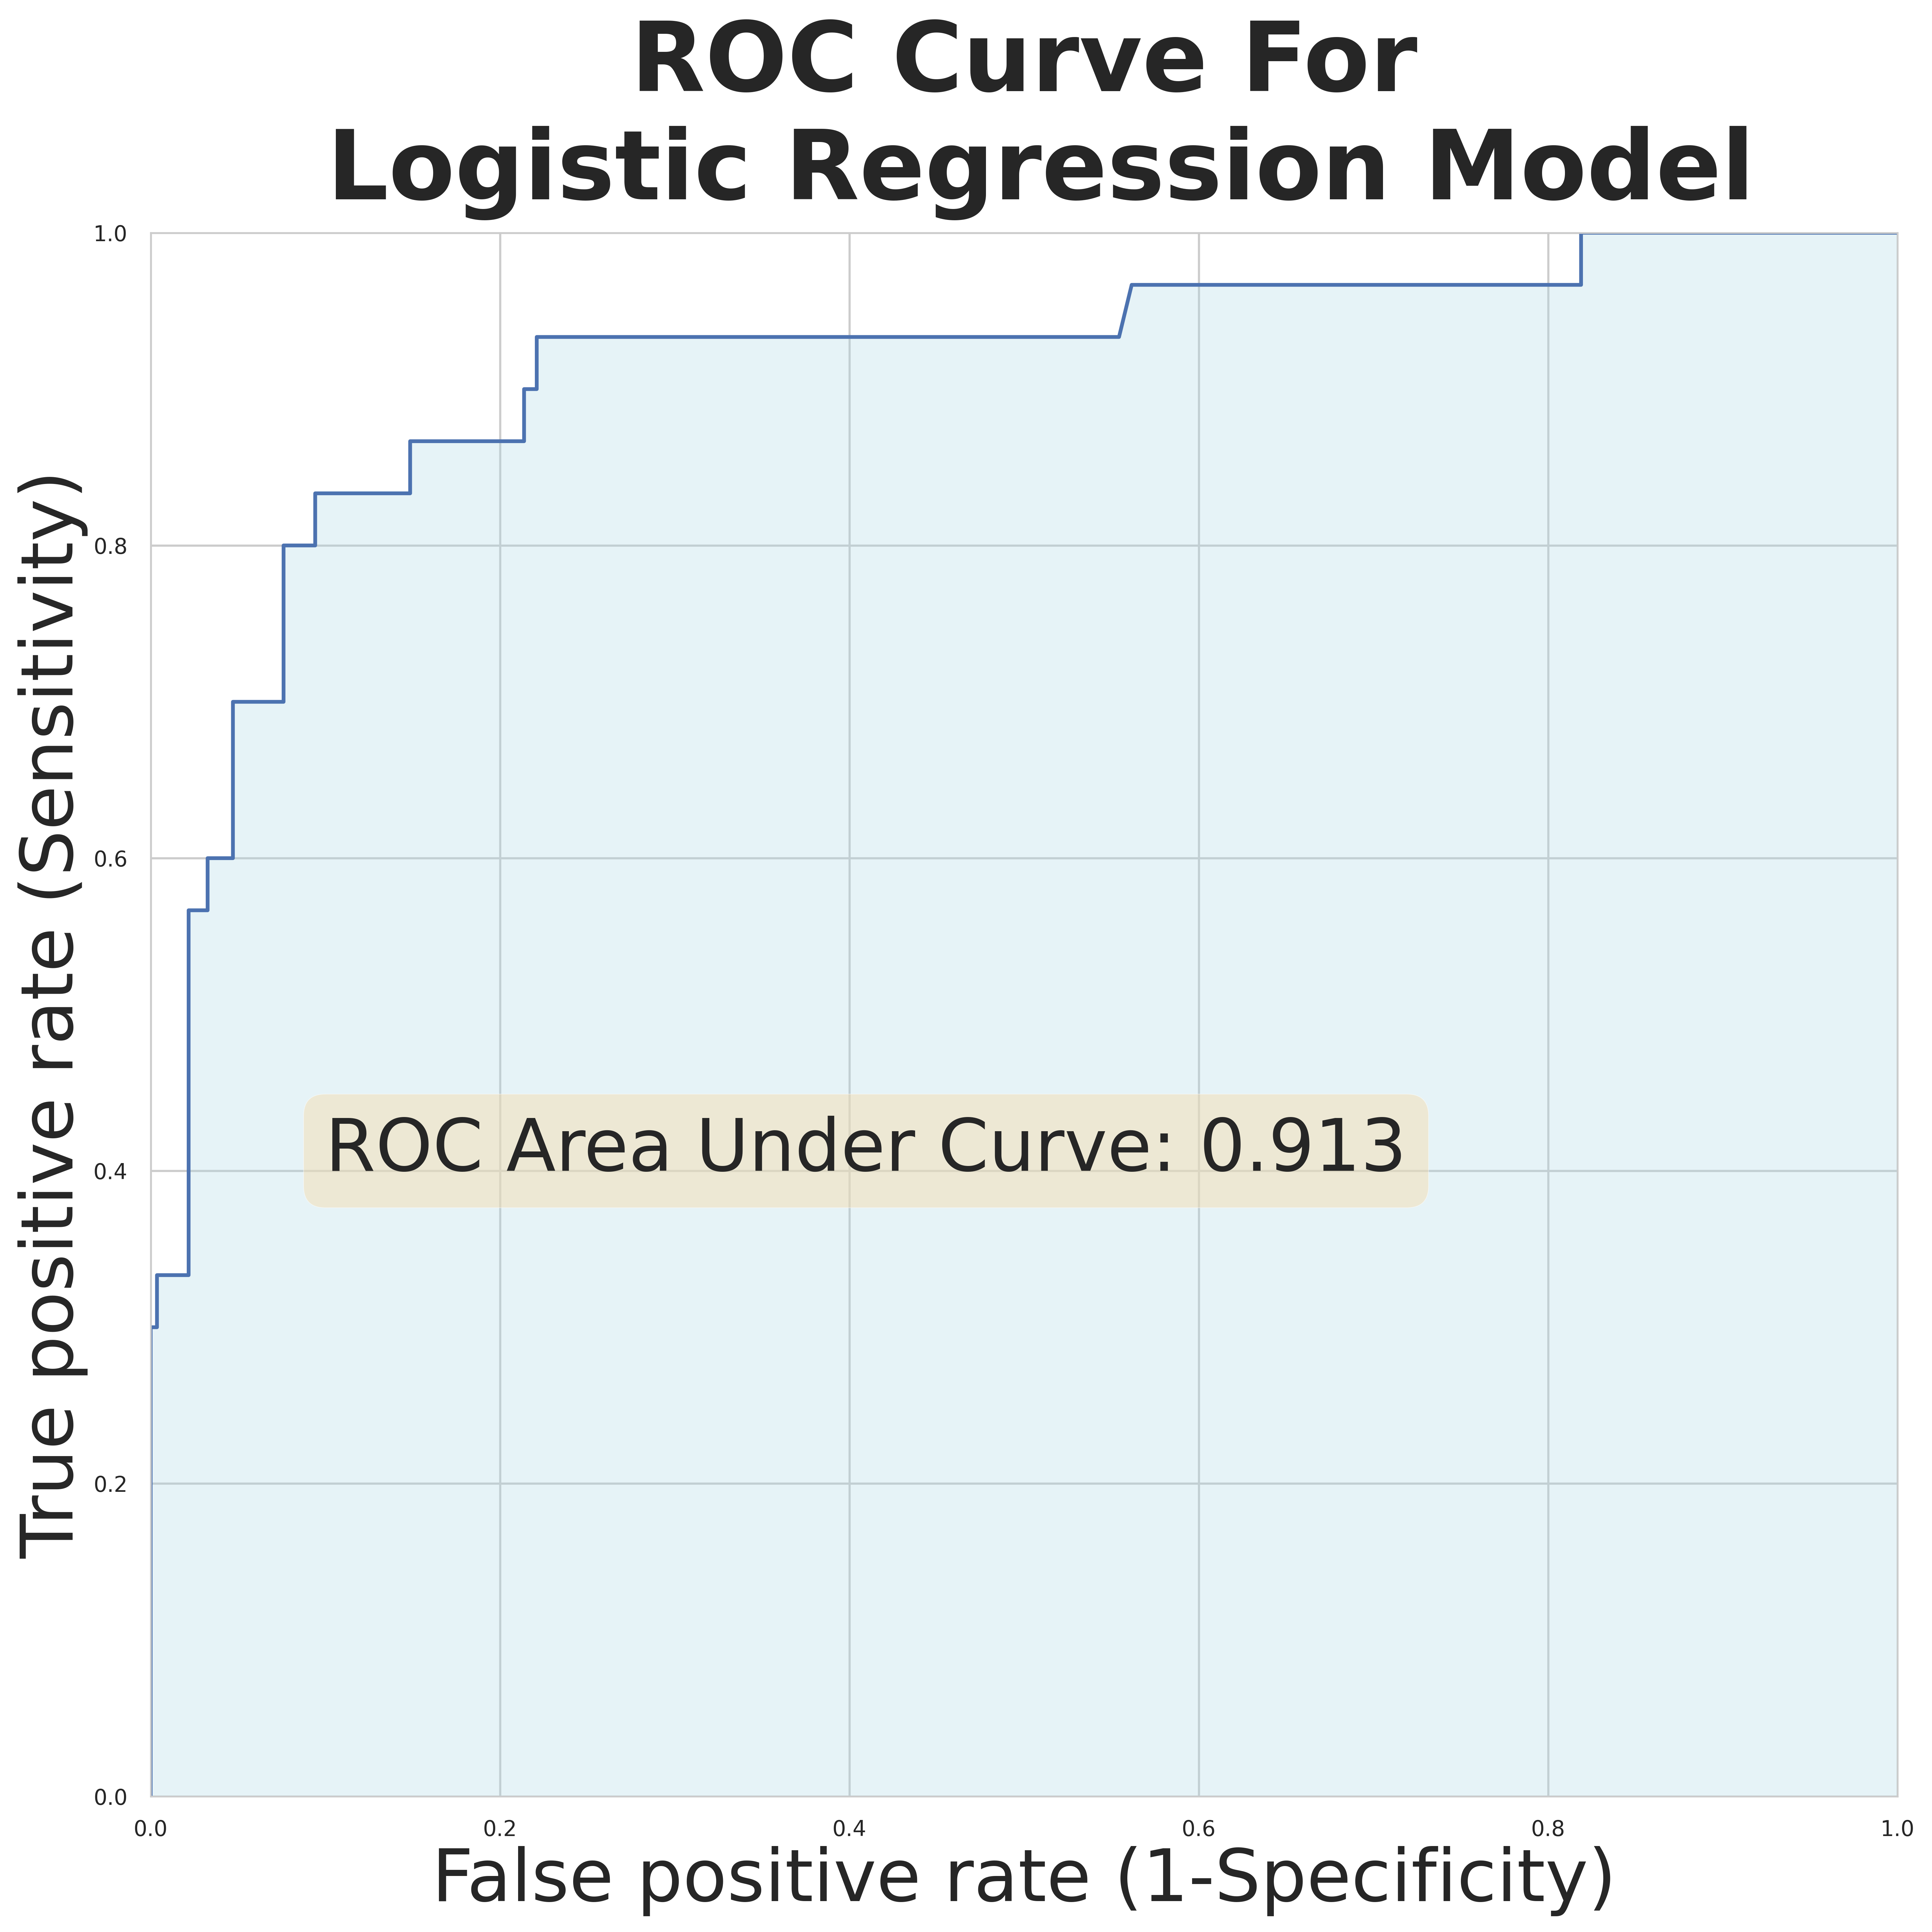 ROC Curve For
Logistic Regression Model
True positive rate (Sensitivity)
1.0
0.8
0.6
0.4
0.2
0.0
ROC Area Under Curve: 0.913
0.0 0.2 0.4 0.6 0.8 1.0
False positive rate (1-Specificity)